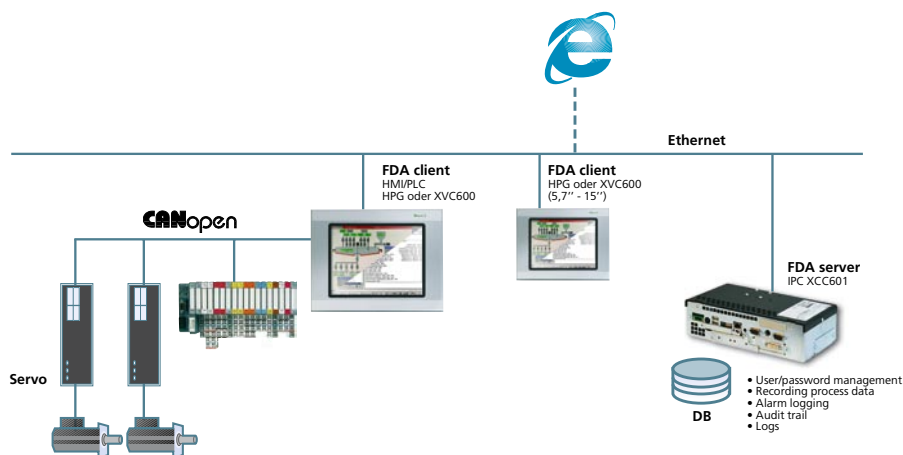 Ethernet
FDA client
HMI/PLC
HPG oder XVC600
FDA client
HPG oder XVC600
(5,7'' - 15'')
CANopen
FDA server
IPC XCC601
Servo
DB
• User/password management
• Recording process data
• Alarm logging
• Audit trail
• Logs